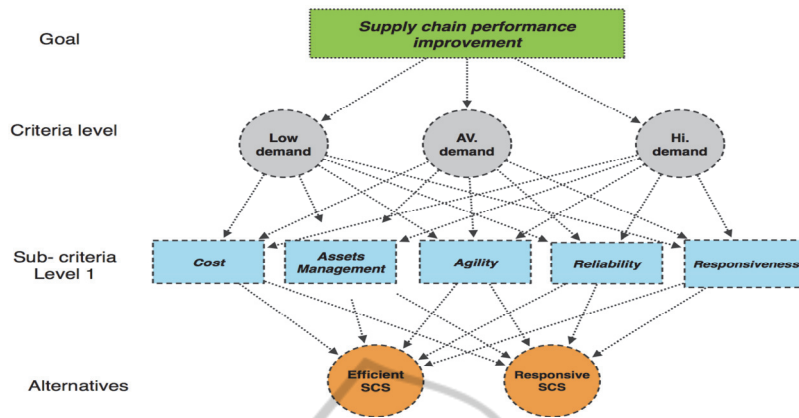 Goal
Supply chain performance
improvement
Criteria level
Low
demand
AV.
demand
Hi.
demand
Sub- criteria
Level 1
Cost
Assets
Management
Agility
Reliability
Responsiveness
Alternatives
Efficient
SCS
Responsive
SCS